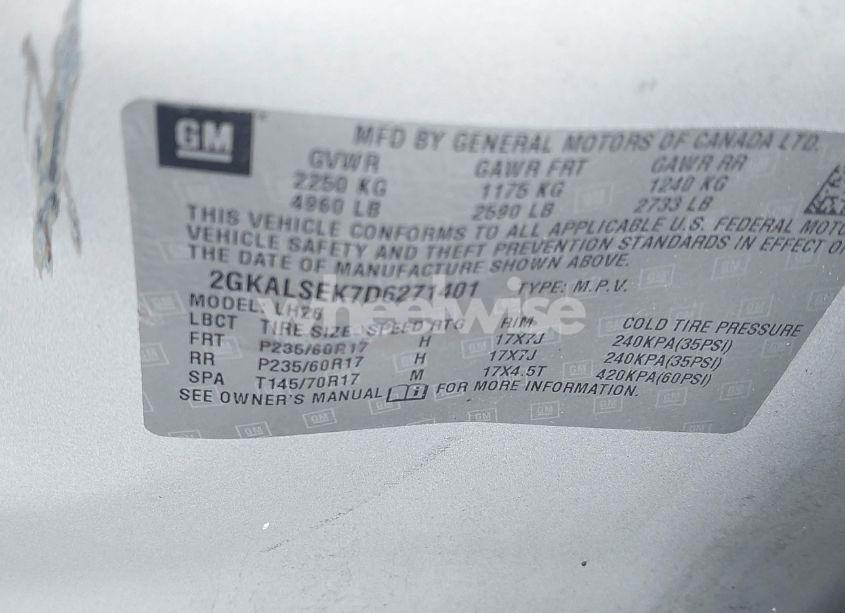 GM
MFD BY GENERAL MOTORS OF CANADA LTD.
GVWR GAWR FRT GAWR RR
2250 KG 1175 KG 1240 KG
4960 LB 2590 LB 2733 LB
THIS VEHICLE CONFORMS TO ALL APPLICABLE U.S. FEDERAL MOTO
VEHICLE SAFETY AND THEFT PREVENTION STANDARDS IN EFFECT O
THE DATE OF MANUFACTURE SHOWN ABOVE.
2GKALSEK7D6271401 TYPE: M.P.V.
MODEL: LH26
LBCT TIRE SIZE SPEED RTG RIM COLD TIRE PRESSURE
FRT P235/60R17 H 17X7J 240KPA(35PSI)
RR P235/60R17 H 17X7J 240KPA(35PSI)
SPA T145/70R17 M 17X4.5T 420KPA(60PSI)
SEE OWNER'S MANUAL FOR MORE INFORMATION.
wheelwise